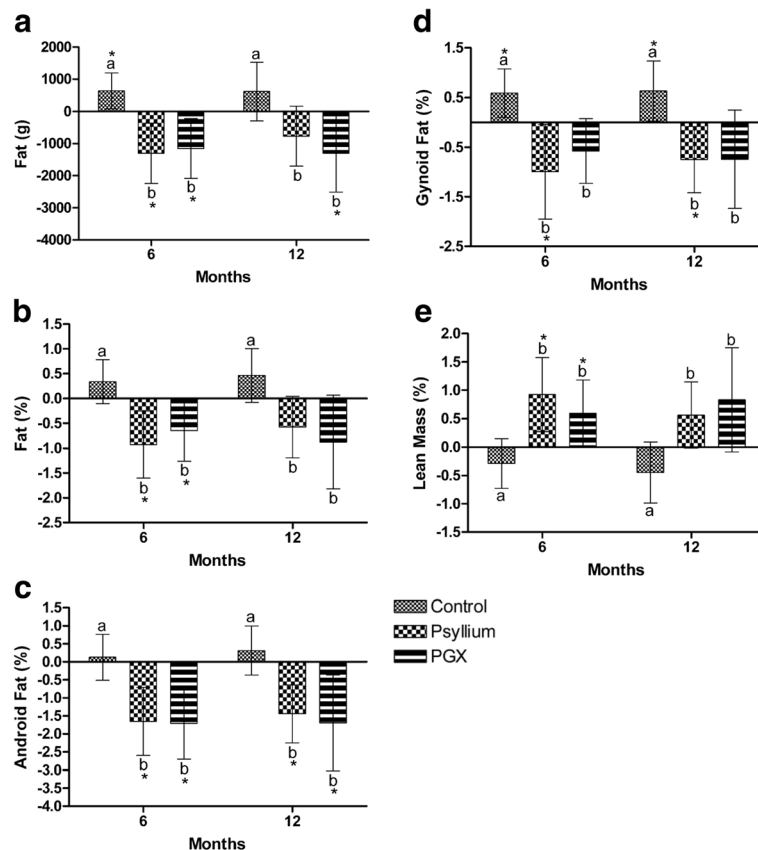 a
2000
1000
0
-1000
-2000
-3000
-4000
Fat (g)
* a
b *
b *
a
b
b *
6 12
Months
b
1.5
1.0
0.5
0.0
-0.5
-1.0
-1.5
-2.0
-2.5
Fat (%)
a
b *
b *
a
b
b
6 12
Months
c
1.5
1.0
0.5
0.0
-0.5
-1.0
-1.5
-2.0
-2.5
-3.0
-3.5
-4.0
Android Fat (%)
a
b *
b *
a
b *
b *
6 12
Months
d
1.5
0.5
-0.5
-1.5
-2.5
Gynoid Fat (%)
* a
b *
b
* a
b *
b
6 12
Months
e
2.0
1.5
1.0
0.5
0.0
-0.5
-1.0
-1.5
Lean Mass (%)
a
* b
* b
a
b
b
6 12
Months
Control
Psyllium
PGX